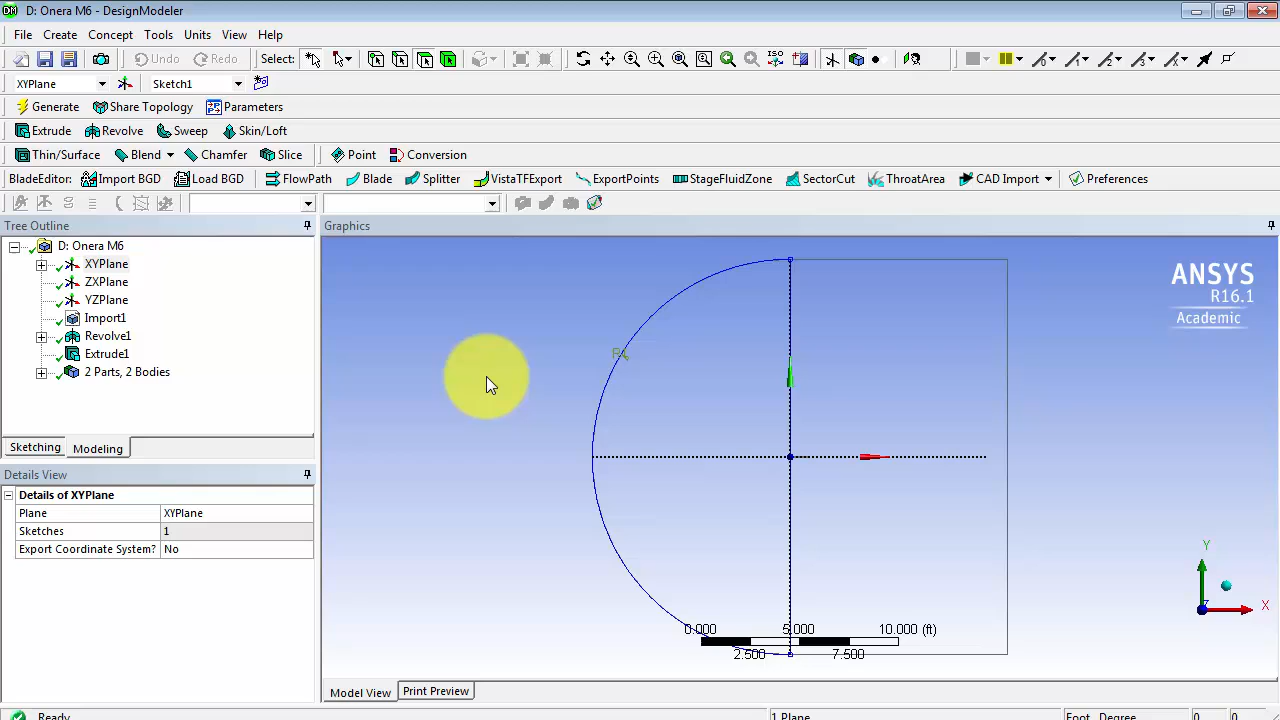 D: Onera M6 - DesignModeler
File Create Concept Tools Units View Help
Undo Redo Select: ISO
XYPlane Sketch1
Generate Share Topology Parameters
Extrude Revolve Sweep Skin/Loft
Thin/Surface Blend Chamfer Slice Point Conversion
BladeEditor: Import BGD Load BGD FlowPath Blade Splitter VistaTFExport ExportPoints StageFluidZone SectorCut ThroatArea CAD Import Preferences
Tree Outline
D: Onera M6
XYPlane
ZXPlane
YZPlane
Import1
Revolve1
Extrude1
2 Parts, 2 Bodies
Sketching Modeling
Details View
Details of XYPlane
Plane XYPlane
Sketches 1
Export Coordinate System? No
Graphics
ANSYS
R16.1
Academic
0.000 5.000 10.000 (ft)
2.500 7.500
Y
X
Z
Model View Print Preview
Ready 1 Plane Foot Degree 0 0